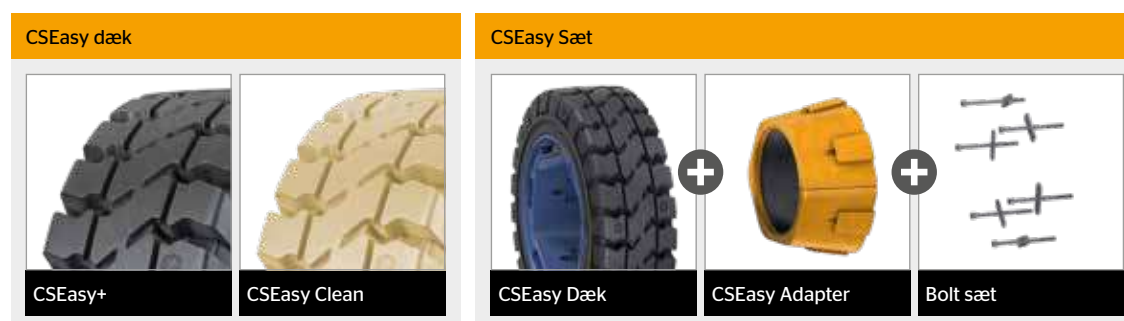 CSEasy dæk
CSEasy+
CSEasy Clean
CSEasy Sæt
CSEasy Dæk
CSEasy Adapter
Bolt sæt